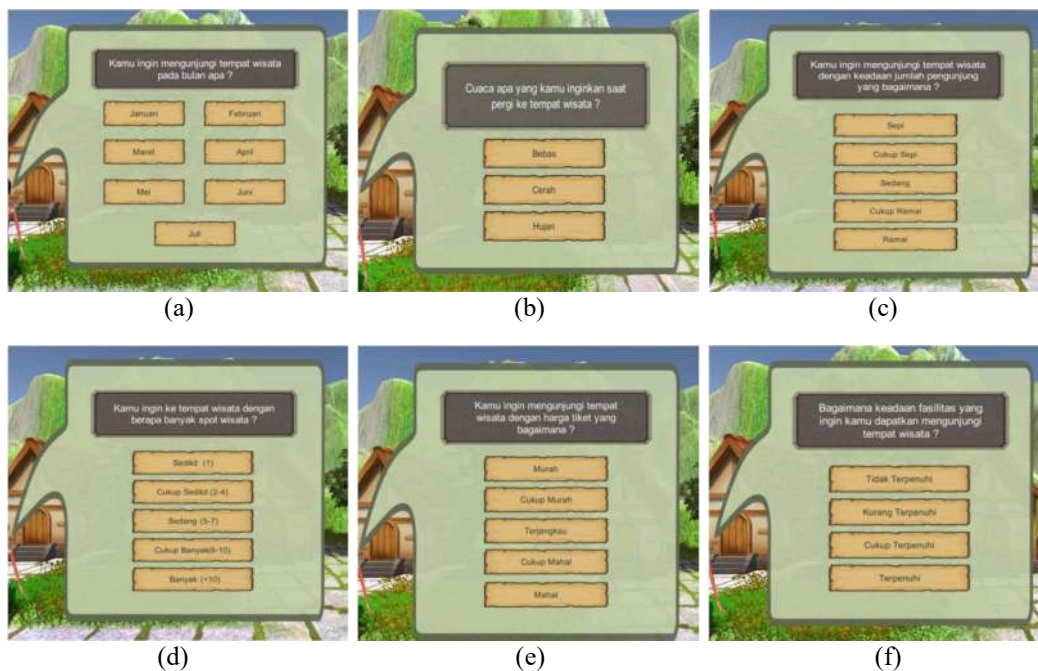 Kamu ingin mengunjungi tempat wisata
pada bulan apa ?
Januari
Februari
Maret
April
Mei
Juni
Juli
(a)
Cuaca apa yang kamu inginkan saat
pergi ke tempat wisata ?
Bebas
Cerah
Hujan
(b)
Kamu ingin mengunjungi tempat wisata
dengan keadaan jumlah pengunjung
yang bagaimana ?
Sepi
Cukup Sepi
Sedang
Cukup Ramai
Ramai
(c)
Kamu ingin ke tempat wisata dengan
berapa banyak spot wisata ?
Sedikit (1)
Cukup Sedikit (2-4)
Sedang (5-7)
Cukup Banyak(8-10)
Banyak (>10)
(d)
Kamu ingin mengunjungi tempat
wisata dengan harga tiket yang
bagaimana ?
Murah
Cukup Murah
Terjangkau
Cukup Mahal
Mahal
(e)
Bagaimana keadaan fasilitas yang
ingin kamu dapatkan mengunjungi
tempat wisata ?
Tidak Terpenuhi
Kurang Terpenuhi
Cukup Terpenuhi
Terpenuhi
(f)